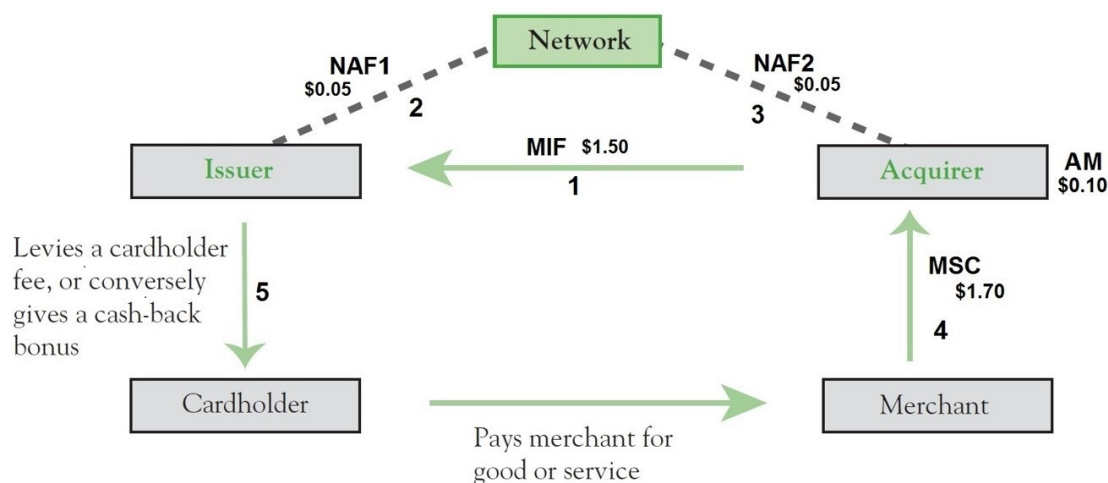 Network
NAF1
$0.05
2
NAF2
$0.05
3
Issuer
MIF $1.50
1
Acquirer
AM
$0.10
Levies a cardholder
fee, or conversely
gives a cash-back
bonus
5
MSC
$1.70
4
Cardholder
Merchant
Pays merchant for
good or service